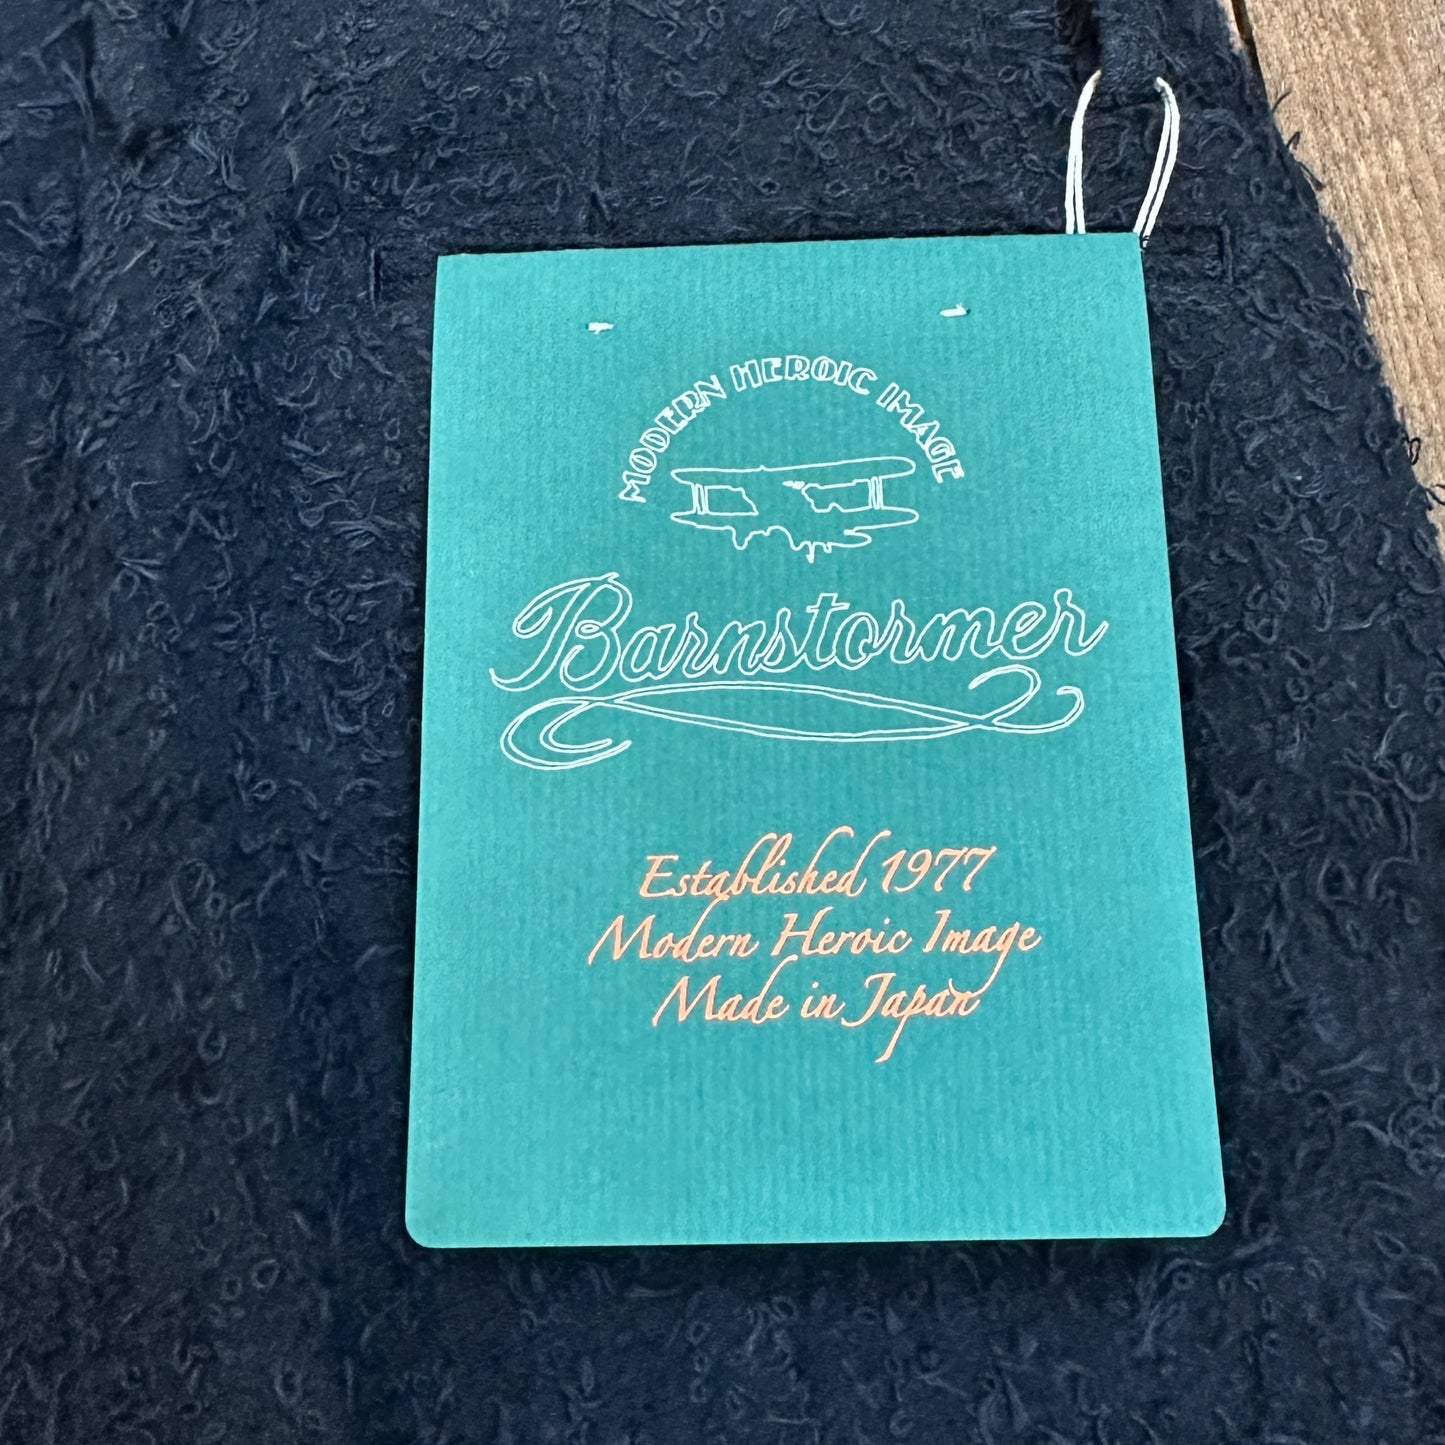 MODERN HEROIC IMAGE
Barnstormer
Established 1977
Modern Heroic Image
Made in Japan